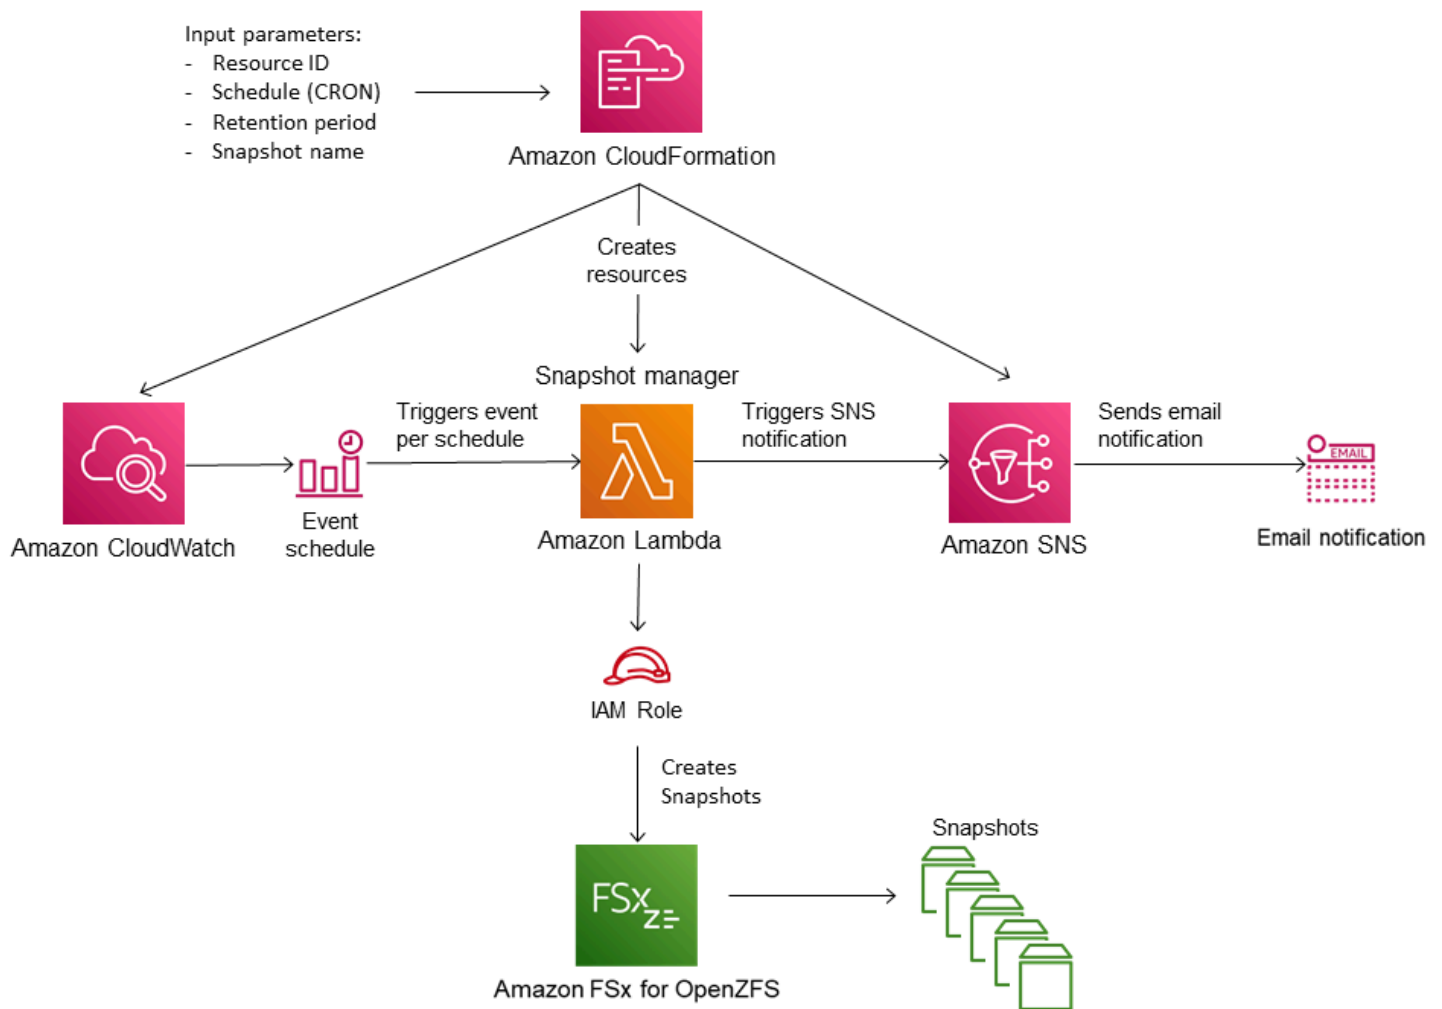 Input parameters:
- Resource ID
- Schedule (CRON)
- Retention period
- Snapshot name
Amazon CloudFormation
Creates
resources
Snapshot manager
Triggers event
per schedule
Triggers SNS
notification
Sends email
notification
EMAIL
Event
schedule
Amazon CloudWatch
Amazon Lambda
Amazon SNS
Email notification
IAM Role
Creates
Snapshots
Snapshots
FSx
ZF
Amazon FSx for OpenZFS